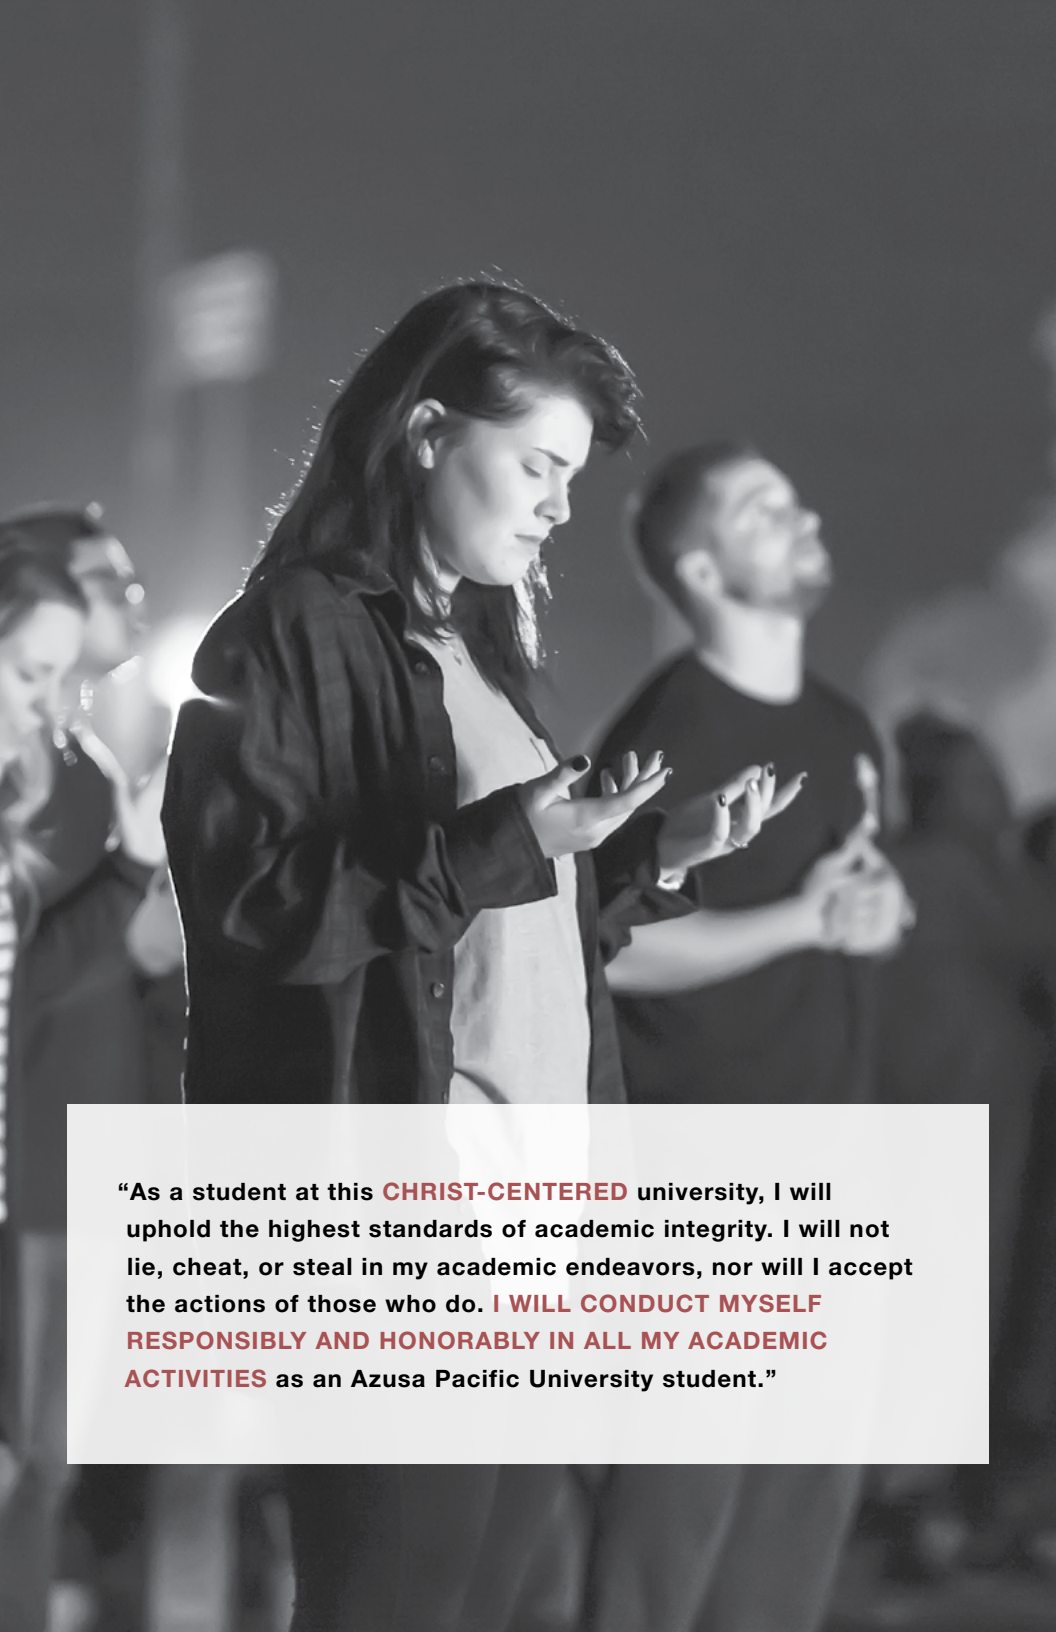 “As a student at this CHRIST-CENTERED university, I will
uphold the highest standards of academic integrity. I will not
lie, cheat, or steal in my academic endeavors, nor will I accept
the actions of those who do. I WILL CONDUCT MYSELF
RESPONSIBLY AND HONORABLY IN ALL MY ACADEMIC
ACTIVITIES as an Azusa Pacific University student.”